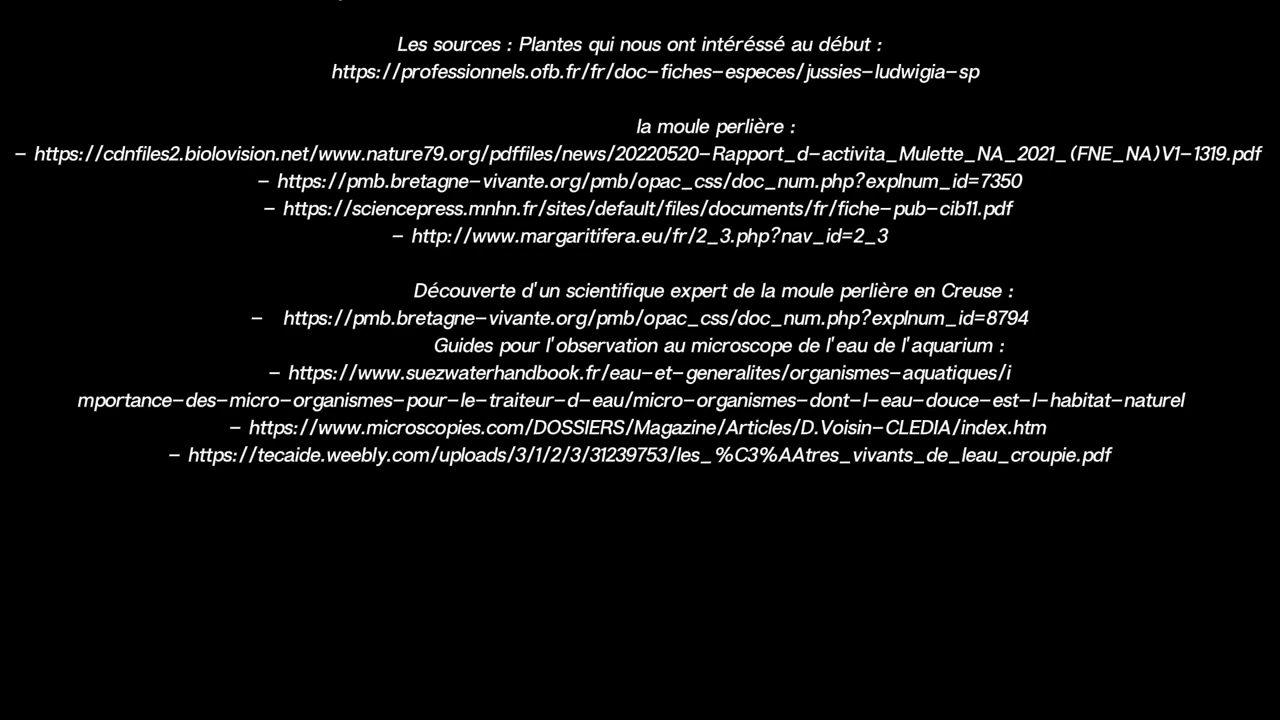 Les sources : Plantes qui nous ont intéréssé au début :
https://professionnels.ofb.fr/fr/doc-fiches-especes/jussies-ludwigia-sp
la moule perlière :
- https://cdnfiles2.biolovision.net/www.nature79.org/pdffiles/news/20220520-Rapport_d-activita_Mulette_NA_2021_(FNE_NA)V1-1319.pdf
- https://pmb.bretagne-vivante.org/pmb/opac_css/doc_num.php?explnum_id=7350
- https://sciencepress.mnhn.fr/sites/default/files/documents/fr/fiche-pub-cib11.pdf
- http://www.margaritifera.eu/fr/2_3.php?nav_id=2_3
Découverte d'un scientifique expert de la moule perlière en Creuse :
- https://pmb.bretagne-vivante.org/pmb/opac_css/doc_num.php?explnum_id=8794
Guides pour l'observation au microscope de l'eau de l'aquarium :
- https://www.suezwaterhandbook.fr/eau-et-generalites/organismes-aquatiques/i
mportance-des-micro-organismes-pour-le-traiteur-d-eau/micro-organismes-dont-l-eau-douce-est-l-habitat-naturel
- https://www.microscopies.com/DOSSIERS/Magazine/Articles/D.Voisin-CLEDIA/index.htm
- https://tecaide.weebly.com/uploads/3/1/2/3/31239753/les_%C3%AAtres_vivants_de_leau_croupie.pdf